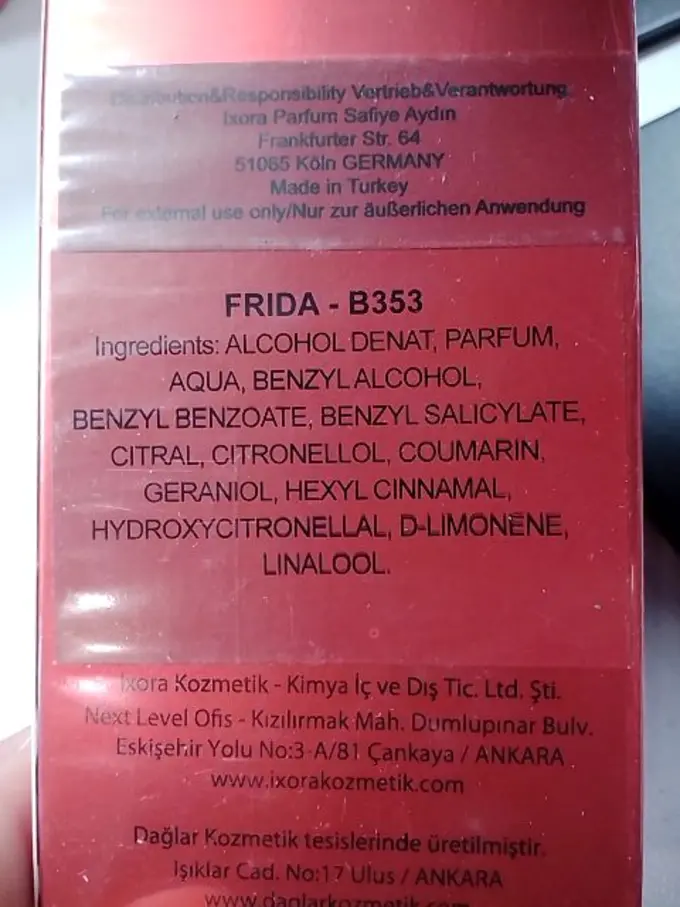 Distribution&Responsibility Vertrieb&Verantwortung
Ixora Parfum Safiye Aydın
Frankfurter Str. 64
51065 Köln GERMANY
Made in Turkey
For external use only/Nur zur äußerlichen Anwendung
FRIDA - B353
Ingredients: ALCOHOL DENAT, PARFUM,
AQUA, BENZYL ALCOHOL,
BENZYL BENZOATE, BENZYL SALICYLATE,
CITRAL, CITRONELLOL, COUMARIN,
GERANIOL, HEXYL CINNAMAL,
HYDROXYCITRONELLAL, D-LIMONENE,
LINALOOL.
Ixora Kozmetik - Kimya İç ve Dış Tic. Ltd. Şti.
Next Level Ofis - Kızılırmak Mah. Dumlupınar Bulv.
Eskişehir Yolu No:3-A/81 Çankaya / ANKARA
www.ixorakozmetik.com
Dağlar Kozmetik tesislerinde üretilmiştir.
Işıklar Cad. No:17 Ulus / ANKARA
www.daglarkozmetik.com